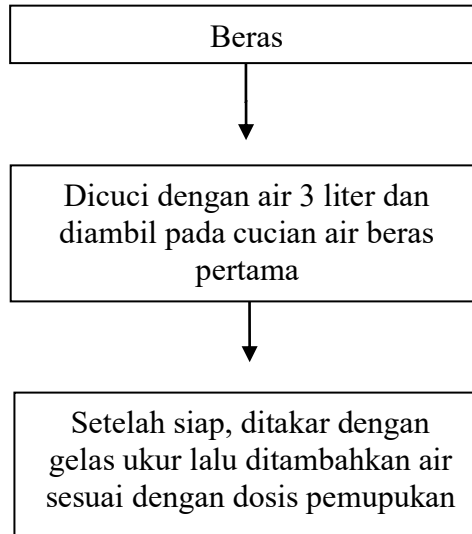 Beras
Dicuci dengan air 3 liter dan
diambil pada cucian air beras
pertama
Setelah siap, ditakar dengan
gelas ukur lalu ditambahkan air
sesuai dengan dosis pemupukan